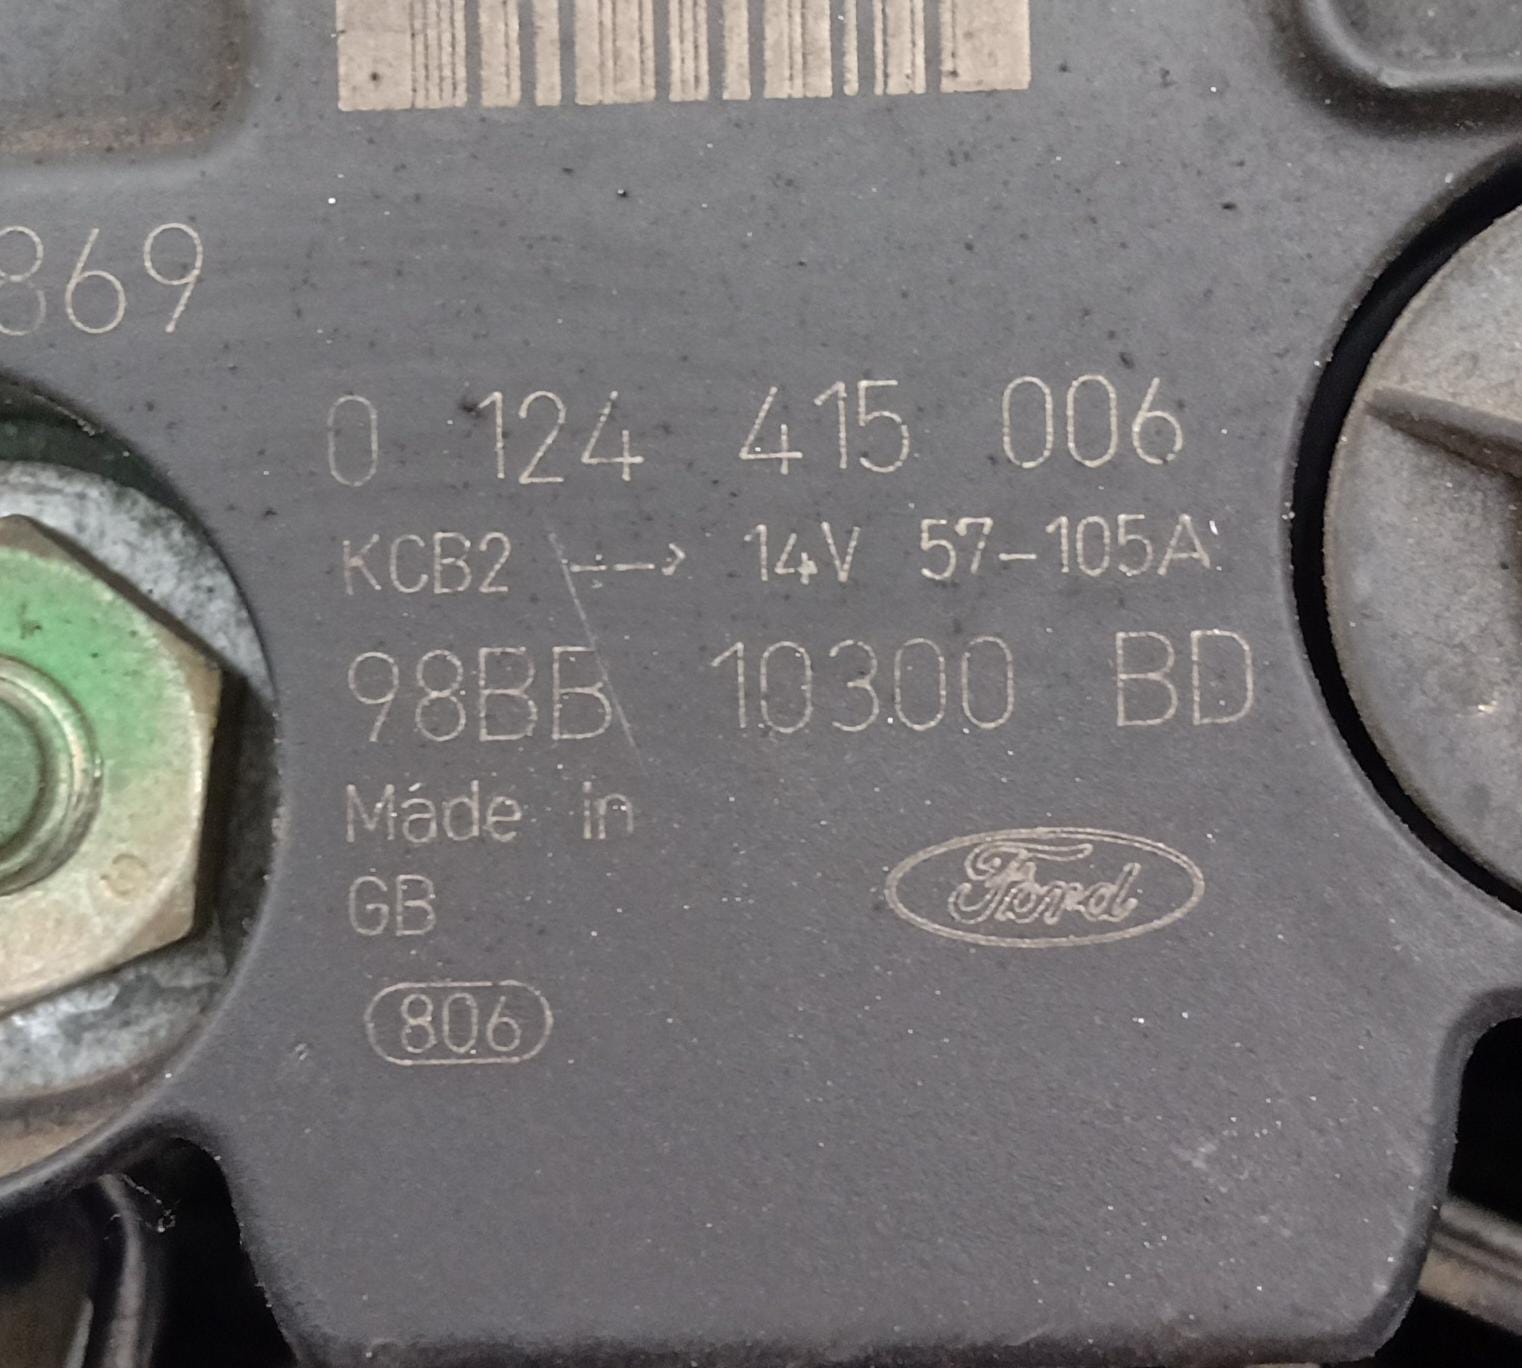 869
0 124 415 006
KCB2 --> 14V 57-105A
98BB 10300 BD
Made in
GB
Ford
806